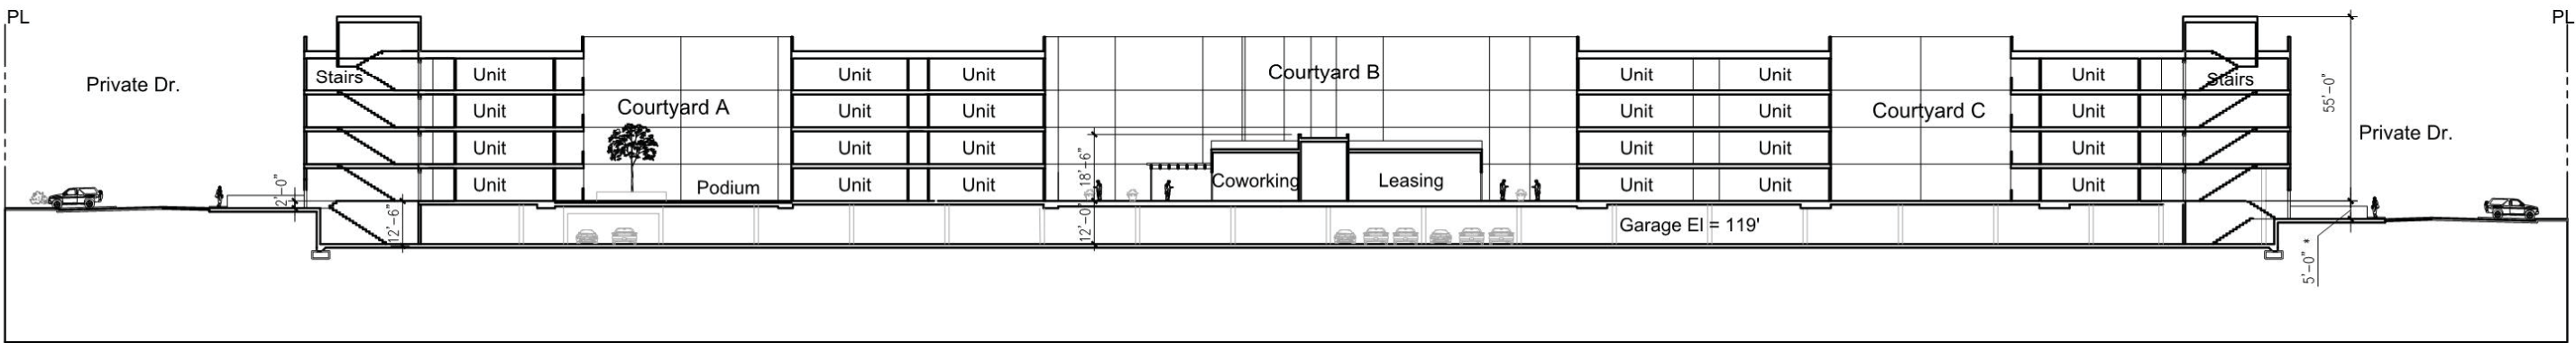 PL
PL
Private Dr.
Stairs
Unit
Unit
Unit
Courtyard B
Unit
Unit
Unit
Stairs
55'-0"
Unit
Courtyard A
Unit
Unit
Unit
Unit
Courtyard C
Unit
Private Dr.
Unit
Unit
Unit
Unit
Unit
Unit
2'-0"
Unit
Podium
Unit
Unit
18'-6"
Coworking
Leasing
Unit
Unit
Unit
12'-6"
12'-0"
Garage El = 119'
5'-0" *